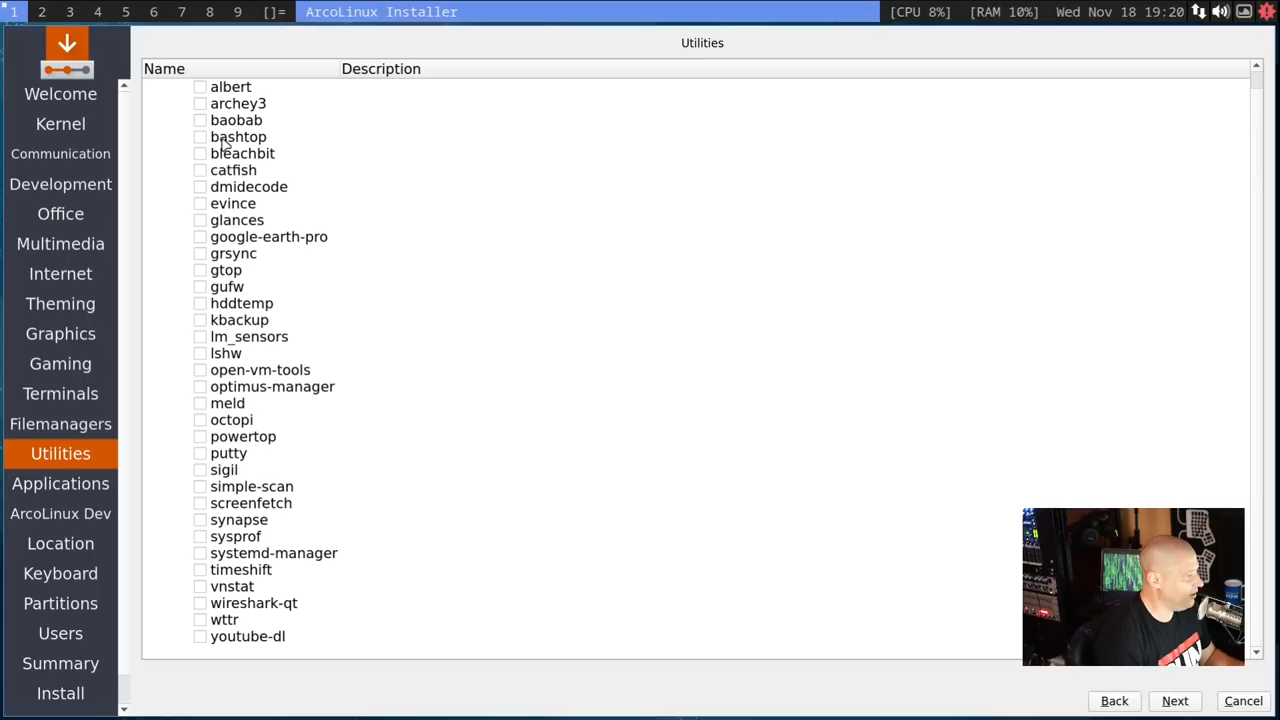 1 2 3 4 5 6 7 8 9 []= ArcoLinux Installer [CPU 8%] [RAM 10%] Wed Nov 18 19:20
Utilities
Name Description
Welcome
Kernel
Communication
Development
Office
Multimedia
Internet
Theming
Graphics
Gaming
Terminals
Filemanagers
Utilities
Applications
ArcoLinux Dev
Location
Keyboard
Partitions
Users
Summary
Install
albert
archey3
baobab
bashtop
bleachbit
catfish
dmidecode
evince
glances
google-earth-pro
grsync
gtop
gufw
hddtemp
kbackup
lm_sensors
lshw
open-vm-tools
optimus-manager
meld
octopi
powertop
putty
sigil
simple-scan
screenfetch
synapse
sysprof
systemd-manager
timeshift
vnstat
wireshark-qt
wttr
youtube-dl
Back Next Cancel